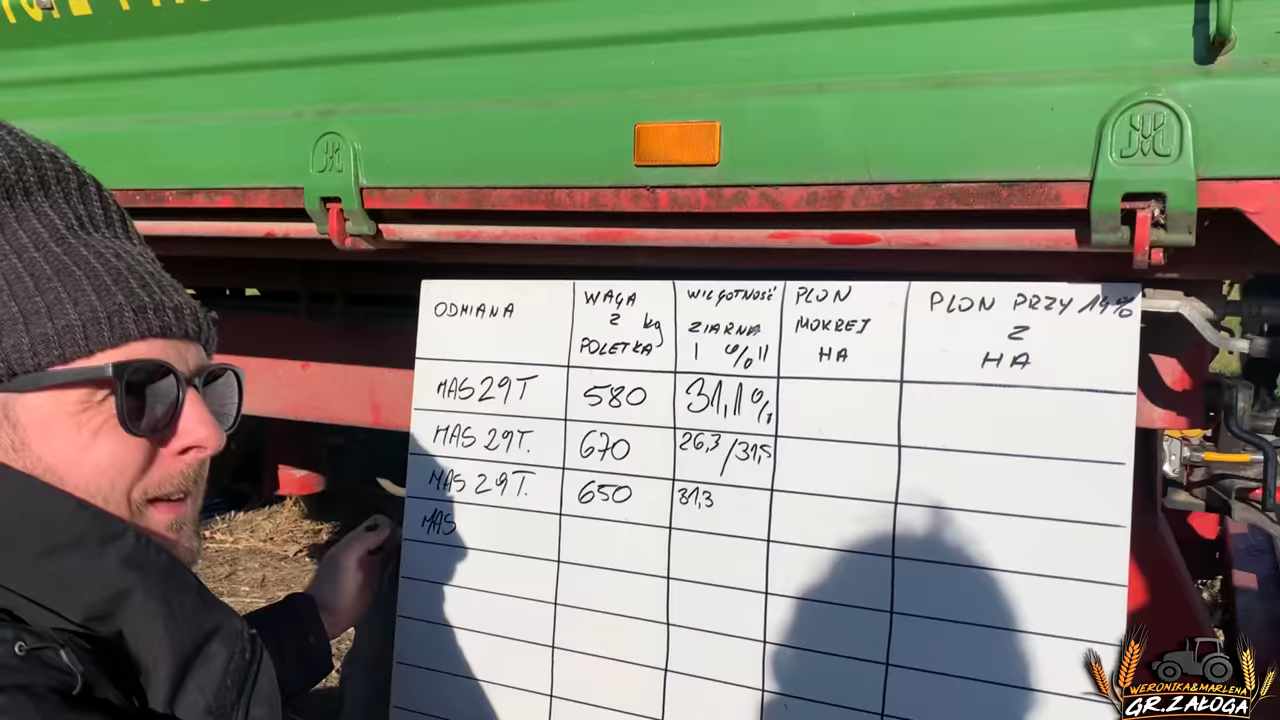 ODMIANA
WAGA
Z kg
POLETKA
WILGOTNOŚĆ
ZIARNA
I % II
PLON
MOKREJ
HA
PLON PRZY 14%
Z
HA
MAS 29T 580 31,1%
MAS 29T. 670 26,3/31,5
MAS 29T. 650 31,3
MAS
WERONIKA&MARLENA
GR.ZAŁOGA